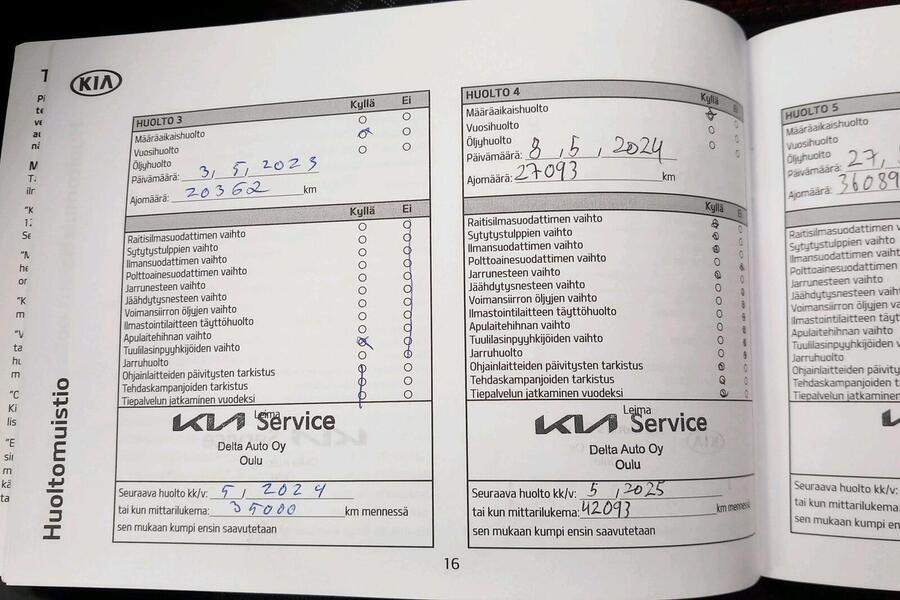 KIA
HUOLTO 3
Kyllä Ei
Määräaikaishuolto
Vuosihuolto
Öljyhuolto
Päivämäärä: 3, 5, 2023
Ajomäärä: 20362 km
Kyllä Ei
Raitisilmasuodattimen vaihto
Sytytystulppien vaihto
Ilmansuodattimen vaihto
Polttoainesuodattimen vaihto
Jarrunesteen vaihto
Jäähdytysnesteen vaihto
Voimansiirron öljyjen vaihto
Ilmastointilaitteen täyttöhuolto
Apulaitehihnan vaihto
Tuulilasinpyyhkijöiden vaihto
Jarruhuolto
Ohjainlaitteiden päivitysten tarkistus
Tehdaskampanjoiden tarkistus
Tiepalvelun jatkaminen vuodeksi
Leima
KIA Service
Delta Auto Oy
Oulu
Seuraava huolto kk/v: 5, 2024
tai kun mittarilukema: 35000 km mennessä
sen mukaan kumpi ensin saavutetaan
HUOLTO 4
Kyllä Ei
Määräaikaishuolto
Vuosihuolto
Öljyhuolto
Päivämäärä: 8, 5, 2024
Ajomäärä: 27093 km
Kyllä Ei
Raitisilmasuodattimen vaihto
Sytytystulppien vaihto
Ilmansuodattimen vaihto
Polttoainesuodattimen vaihto
Jarrunesteen vaihto
Jäähdytysnesteen vaihto
Voimansiirron öljyjen vaihto
Ilmastointilaitteen täyttöhuolto
Apulaitehihnan vaihto
Tuulilasinpyyhkijöiden vaihto
Jarruhuolto
Ohjainlaitteiden päivitysten tarkistus
Tehdaskampanjoiden tarkistus
Tiepalvelun jatkaminen vuodeksi
Leima
KIA Service
Delta Auto Oy
Oulu
Seuraava huolto kk/v: 5, 2025
tai kun mittarilukema: 42093 km mennessä
sen mukaan kumpi ensin saavutetaan
Huoltomuistio
16
HUOLTO 5
Määräaikaishuolto
Vuosihuolto
Öljyhuolto
Päivämäärä: 27,
Ajomäärä: 36089
Raitisilmasuodattimen
Sytytystulppien vaihto
Ilmansuodattimen vaihto
Polttoainesuodattimen
Jarrunesteen vaihto
Jäähdytysnesteen vaihto
Voimansiirron öljyjen va
Ilmastointilaitteen täyt
Apulaitehihnan vaihto
Tuulilasinpyyhkijöiden v
Jarruhuolto
Ohjainlaitteiden päivity
Tehdaskampanjoiden t
Tiepalvelun jatkaminen
Seuraava huolto kk/v:
tai kun mittarilukema:
sen mukaan kumpi en